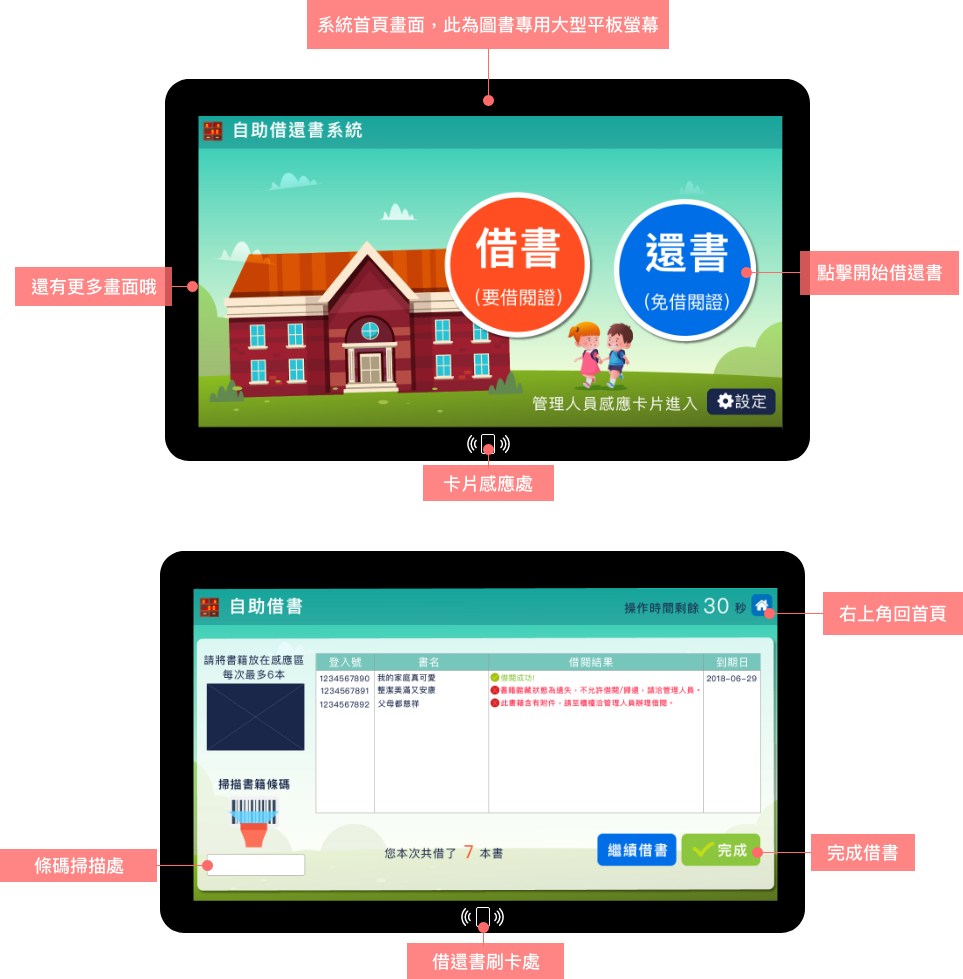 系統首頁畫面，此為圖書專用大型平板螢幕
自助借還書系統
借書
(要借閱證)
還書
(免借閱證)
還有更多畫面哦
點擊開始借還書
管理人員感應卡片進入
設定
卡片感應處
自助借書
操作時間剩餘 30 秒
右上角回首頁
請將書籍放在感應區
每次最多6本
登入號 書名 借閱結果 到期日
1234567890 我的家庭真可愛 借閱成功! 2018-06-29
1234567891 整潔美滿又安康 書籍館藏狀態為遺失，不允許借閱/歸還，請洽管理人員。
1234567892 父母都慈祥 此書籍含有附件，請至櫃檯洽管理人員辦理借閱。
掃描書籍條碼
條碼掃描處
您本次共借了 7 本書
繼續借書
完成
完成借書
借還書刷卡處